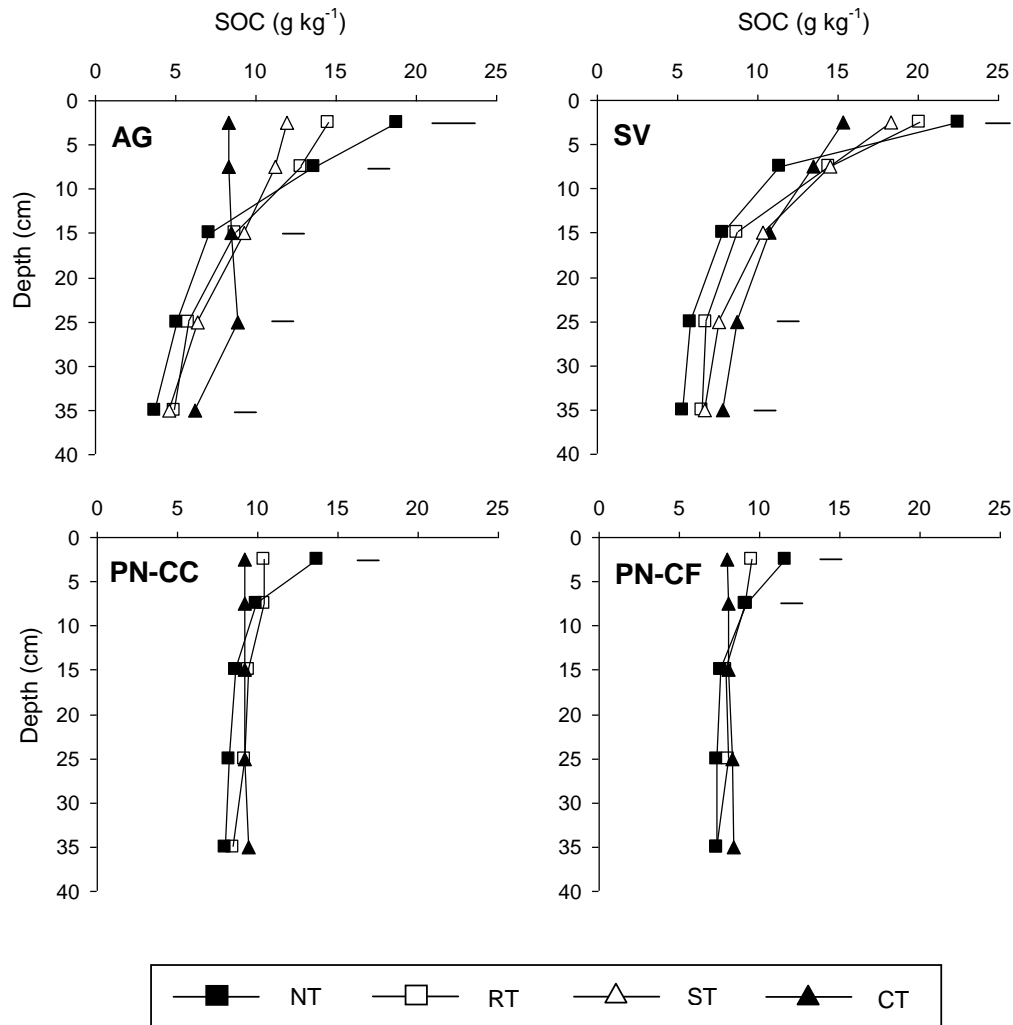 SOC (g kg⁻¹) SOC (g kg⁻¹)
0 5 10 15 20 25 0 5 10 15 20 25
0 0
AG SV
5 5
10 10
15 15
20 20
25 25
30 30
35 35
40 40
Depth (cm)
0 5 10 15 20 25 0 5 10 15 20 25
0 0
PN-CC PN-CF
5 5
10 10
15 15
20 20
25 25
30 30
35 35
40 40
Depth (cm)
NT RT ST CT